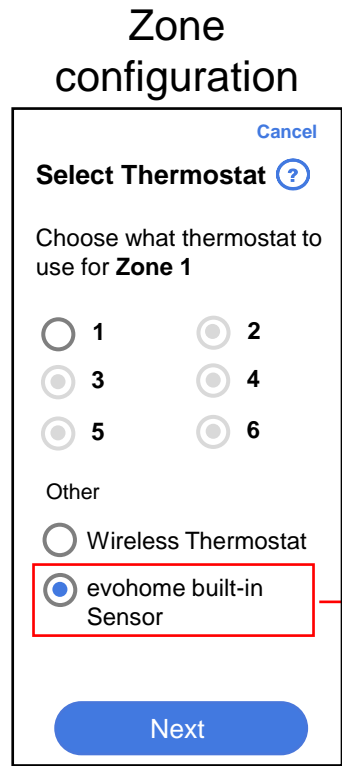 Zone
configuration
Cancel
Select Thermostat ?
Choose what thermostat to
use for Zone 1
1 2
3 4
5 6
Other
Wireless Thermostat
evohome built-in
Sensor
Next